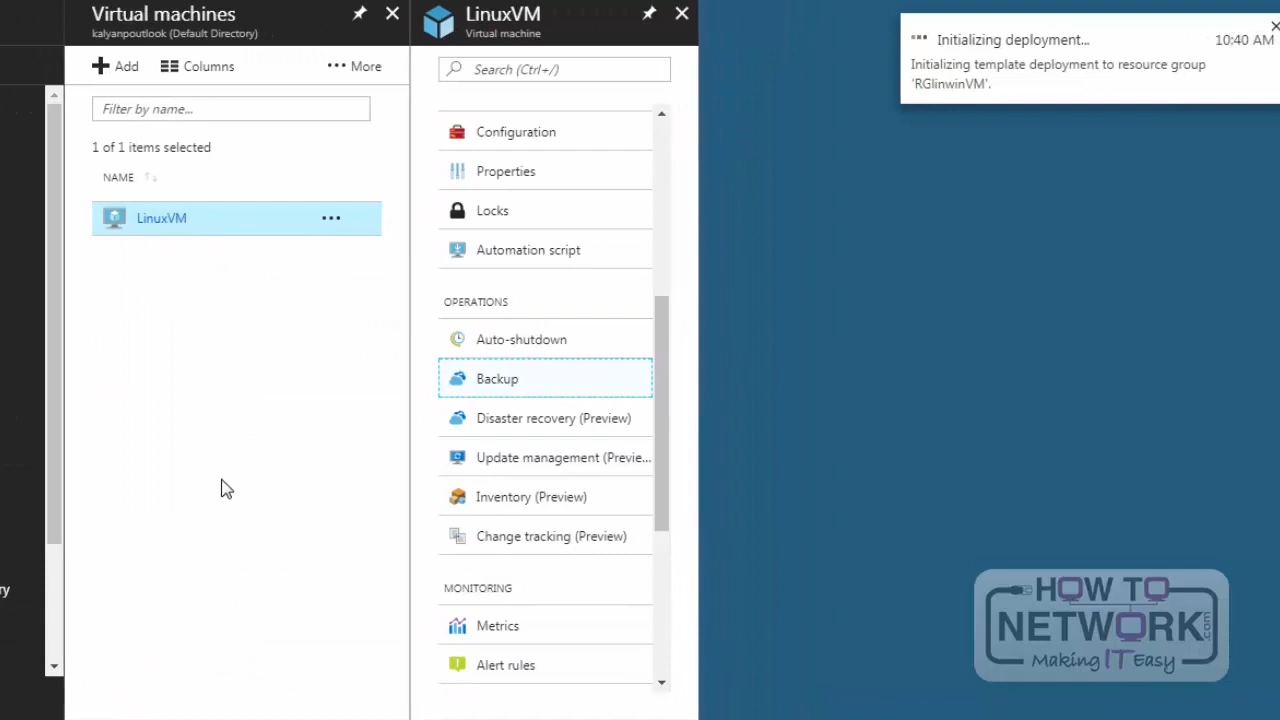 Virtual machines
kalyanpoutlook (Default Directory)
Add
Columns
More
Filter by name...
1 of 1 items selected
NAME
LinuxVM
ry
LinuxVM
Virtual machine
Search (Ctrl+/)
Configuration
Properties
Locks
Automation script
OPERATIONS
Auto-shutdown
Backup
Disaster recovery (Preview)
Update management (Previe...
Inventory (Preview)
Change tracking (Preview)
MONITORING
Metrics
Alert rules
Initializing deployment... 10:40 AM
Initializing template deployment to resource group
'RGlinwinVM'.
HOW TO
NETWORK.com
Making IT Easy